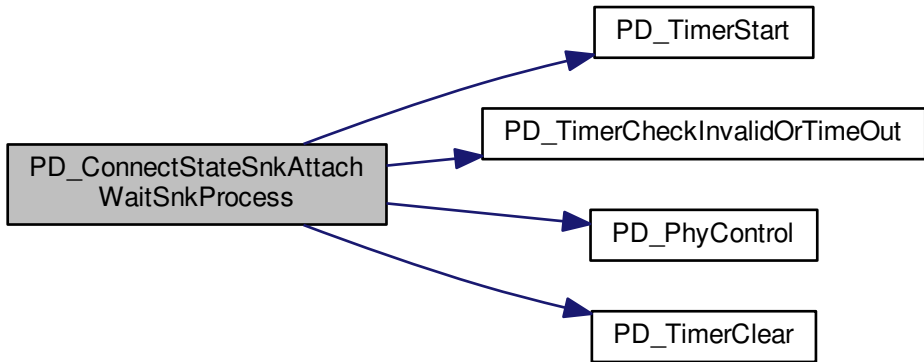 PD_ConnectStateSnkAttach
WaitSnkProcess
PD_TimerStart
PD_TimerCheckInvalidOrTimeOut
PD_PhyControl
PD_TimerClear